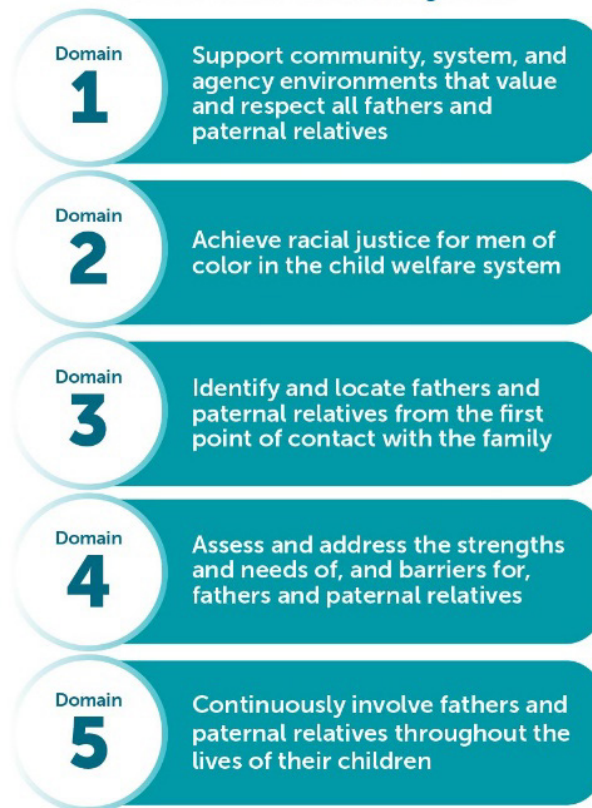 Domain
1
Support community, system, and
agency environments that value
and respect all fathers and
paternal relatives
Domain
2
Achieve racial justice for men of
color in the child welfare system
Domain
3
Identify and locate fathers and
paternal relatives from the first
point of contact with the family
Domain
4
Assess and address the strengths
and needs of, and barriers for,
fathers and paternal relatives
Domain
5
Continuously involve fathers and
paternal relatives throughout the
lives of their children